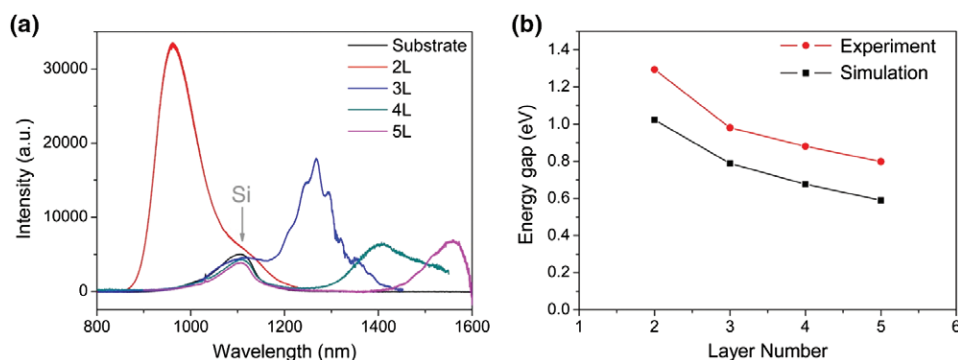 (a)
Intensity (a.u.)
30000
20000
10000
0
800
1000
1200
1400
1600
Wavelength (nm)
Substrate
2L
3L
4L
5L
Si
(b)
Energy gap (eV)
1.4
1.2
1.0
0.8
0.6
0.4
0.2
0.0
1
2
3
4
5
6
Layer Number
Experiment
Simulation